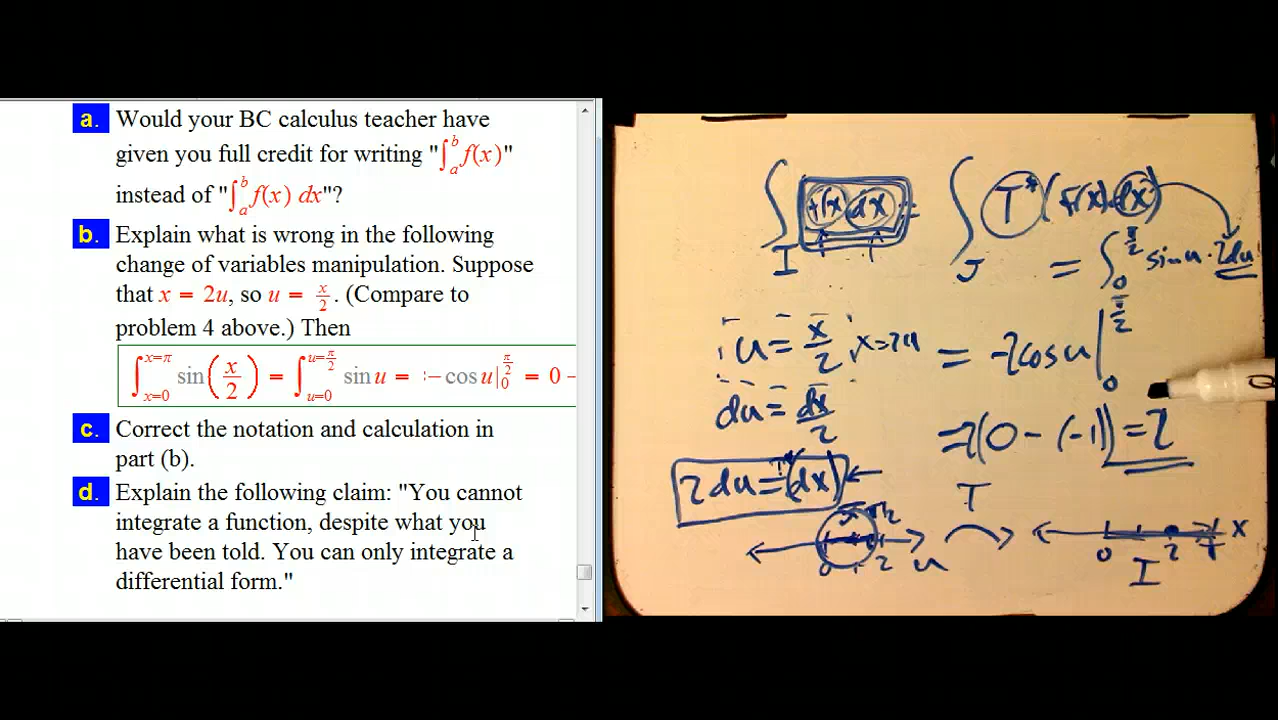 a. Would your BC calculus teacher have
given you full credit for writing "∫_a^b f(x)"
instead of "∫_a^b f(x) dx"?
b. Explain what is wrong in the following
change of variables manipulation. Suppose
that x = 2u, so u = x/2. (Compare to
problem 4 above.) Then
∫_{x=0}^{x=π} sin(x/2) = ∫_{u=0}^{u=π/2} sin u = :− cos u|_0^{π/2} = 0 −
c. Correct the notation and calculation in
part (b).
d. Explain the following claim: "You cannot
integrate a function, despite what you
have been told. You can only integrate a
differential form."
∫_I f(x) dx = ∫_J T* (f(x) dx)
= ∫_0^{π/2} sin u · 2du
u = x/2, x = 2u
= -2cos u |_0^{π/2}
du = dx/2
= 2(0 - (-1)) = 2
2du = T*(dx)
T
J π/2
0 2 u
0 2 π x
I